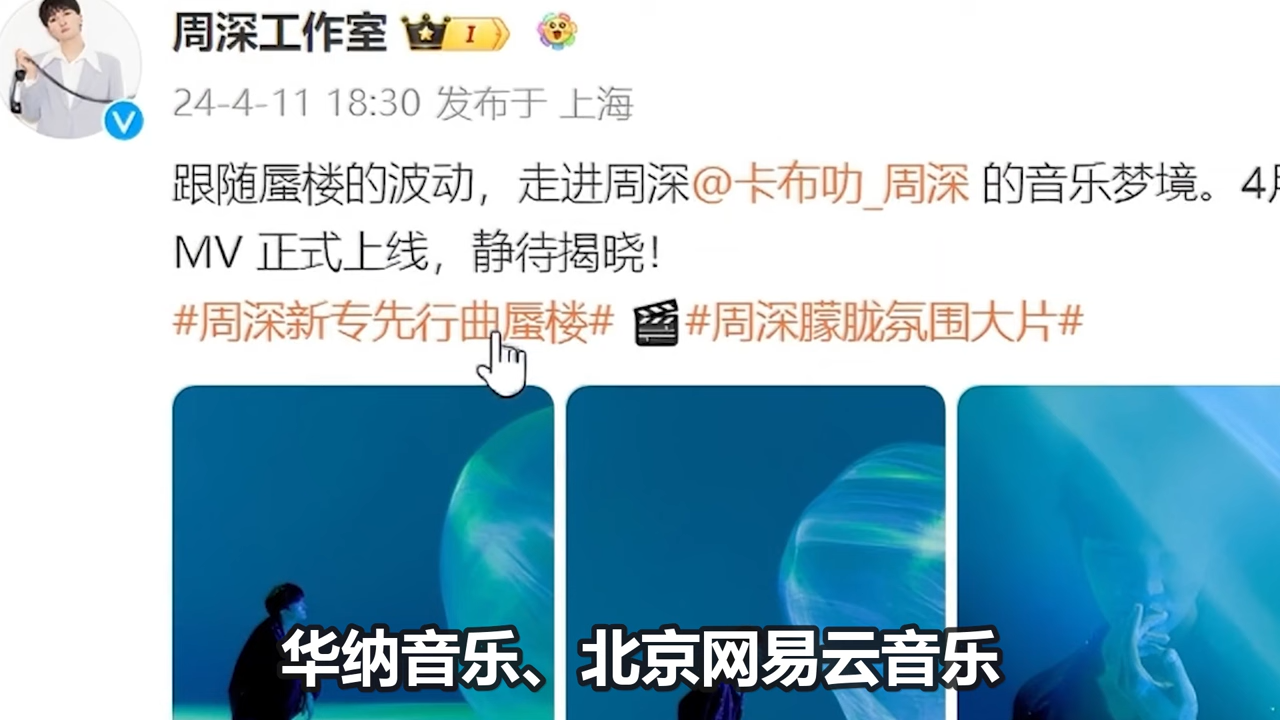 周深工作室 I
24-4-11 18:30 发布于 上海
跟随蜃楼的波动，走进周深@卡布叻_周深 的音乐梦境。4月
MV 正式上线，静待揭晓！
#周深新专先行曲蜃楼# #周深朦胧氛围大片#
华纳音乐、北京网易云音乐